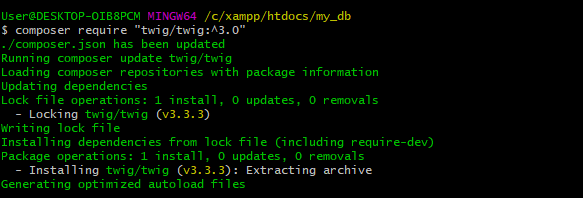 User@DESKTOP-OIB8PCM MINGW64 /c/xampp/htdocs/my_db
$ composer require "twig/twig:^3.0"
./composer.json has been updated
Running composer update twig/twig
Loading composer repositories with package information
Updating dependencies
Lock file operations: 1 install, 0 updates, 0 removals
  - Locking twig/twig (v3.3.3)
Writing lock file
Installing dependencies from lock file (including require-dev)
Package operations: 1 install, 0 updates, 0 removals
  - Installing twig/twig (v3.3.3): Extracting archive
Generating optimized autoload files